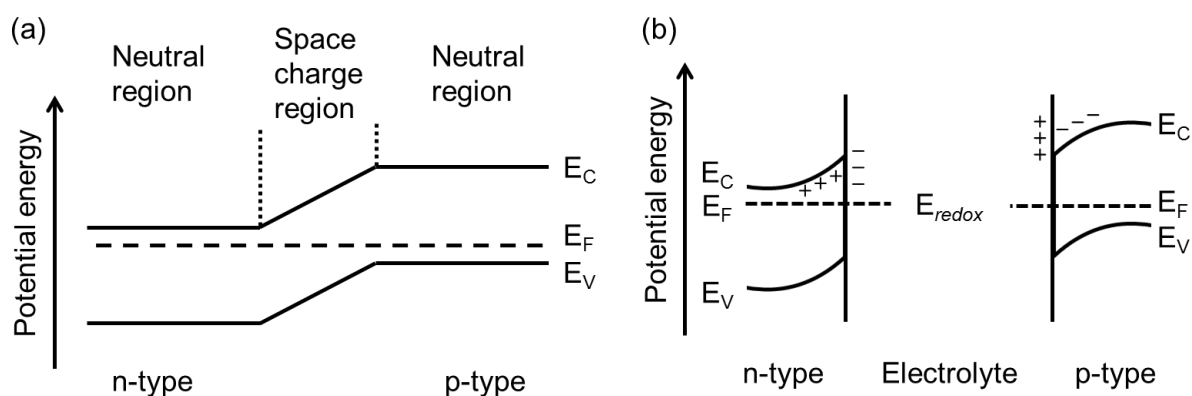 (a)
Neutral
region
Space
charge
region
Neutral
region
Potential energy
E_C
E_F
E_V
n-type
p-type
(b)
Potential energy
E_C
E_F
E_V
+ + +
− − −
E_redox
+ + +
− − −
E_C
E_F
E_V
n-type
Electrolyte
p-type